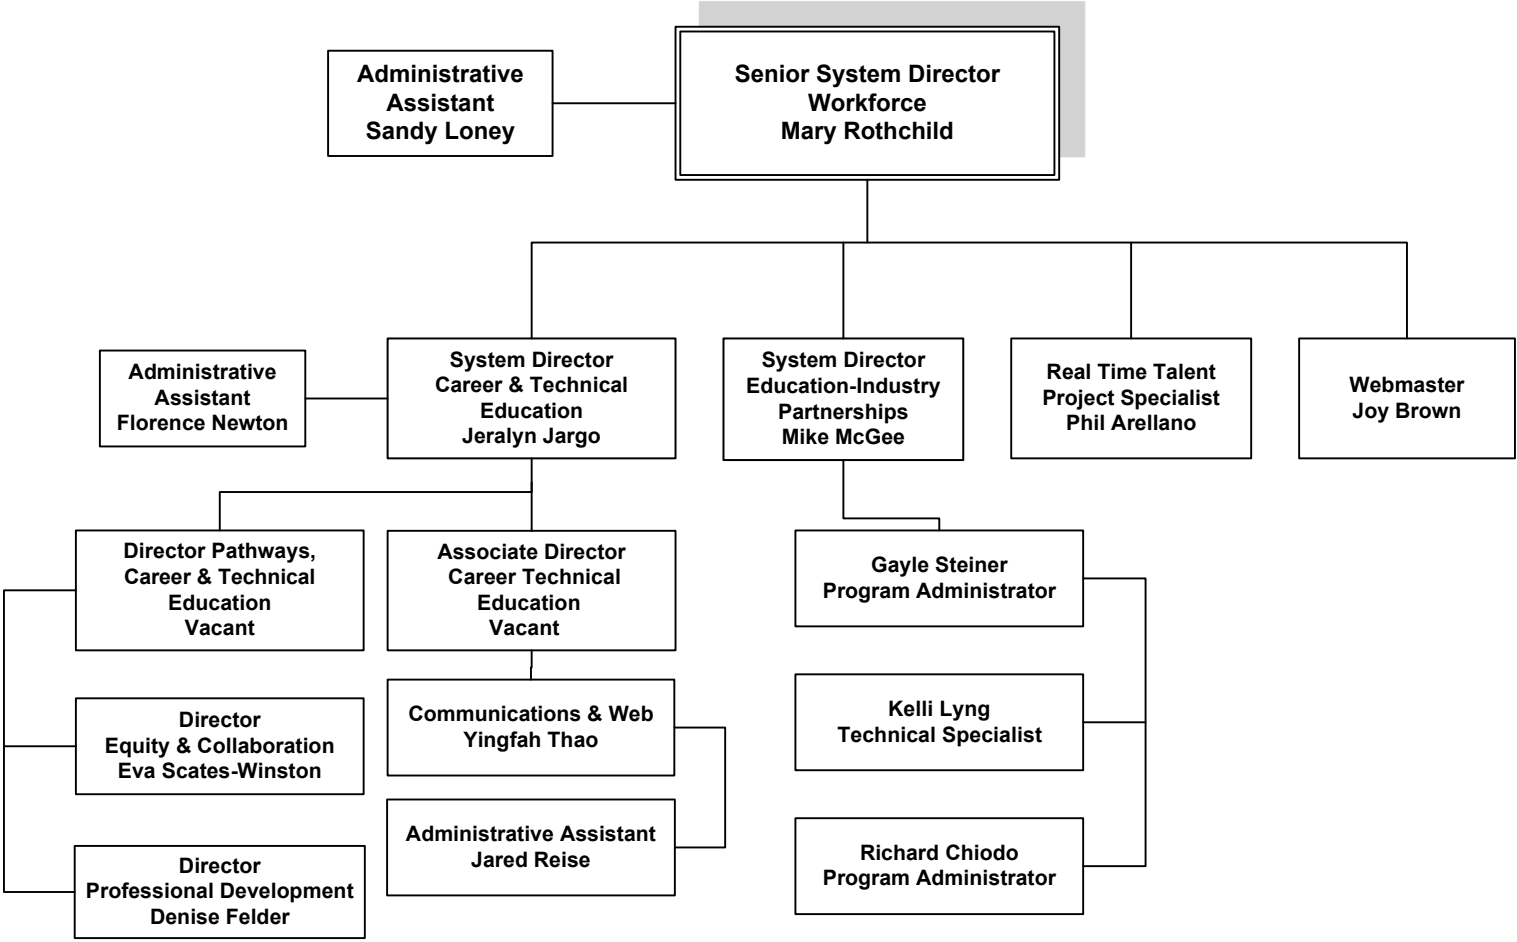 Administrative
Assistant
Sandy Loney
Senior System Director
Workforce
Mary Rothchild
Administrative
Assistant
Florence Newton
System Director
Career & Technical
Education
Jeralyn Jargo
System Director
Education-Industry
Partnerships
Mike McGee
Real Time Talent
Project Specialist
Phil Arellano
Webmaster
Joy Brown
Director Pathways,
Career & Technical
Education
Vacant
Associate Director
Career Technical
Education
Vacant
Gayle Steiner
Program Administrator
Director
Equity & Collaboration
Eva Scates-Winston
Communications & Web
Yingfah Thao
Kelli Lyng
Technical Specialist
Director
Professional Development
Denise Felder
Administrative Assistant
Jared Reise
Richard Chiodo
Program Administrator